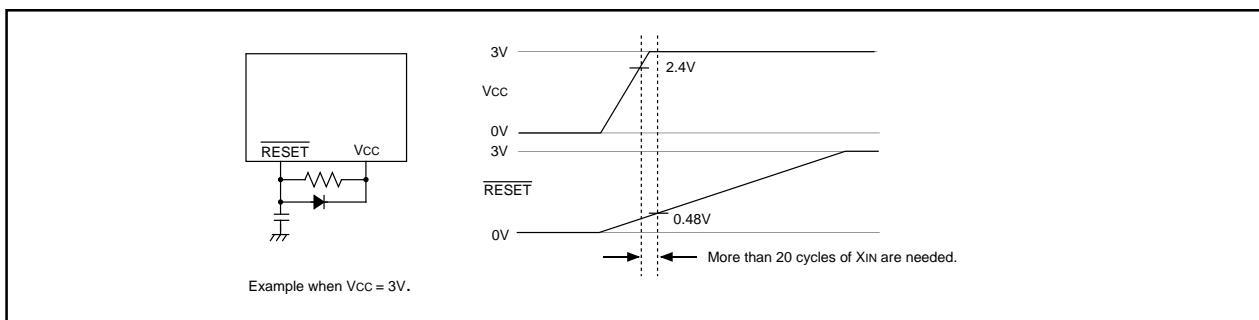 RESET VCC
Example when VCC = 3V.
3V
2.4V
VCC
0V
3V
RESET
0.48V
0V
More than 20 cycles of XIN are needed.